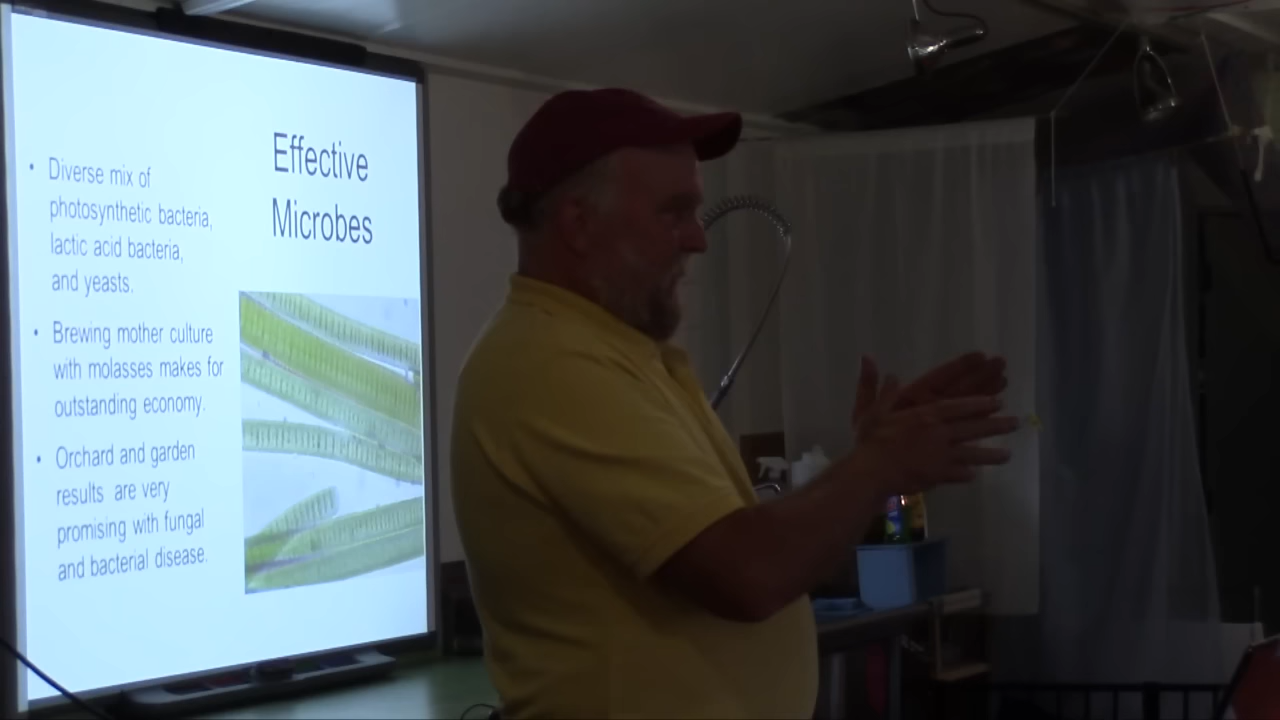 Effective
Microbes
• Diverse mix of
photosynthetic bacteria,
lactic acid bacteria,
and yeasts.
• Brewing mother culture
with molasses makes for
outstanding economy.
• Orchard and garden
results are very
promising with fungal
and bacterial disease.